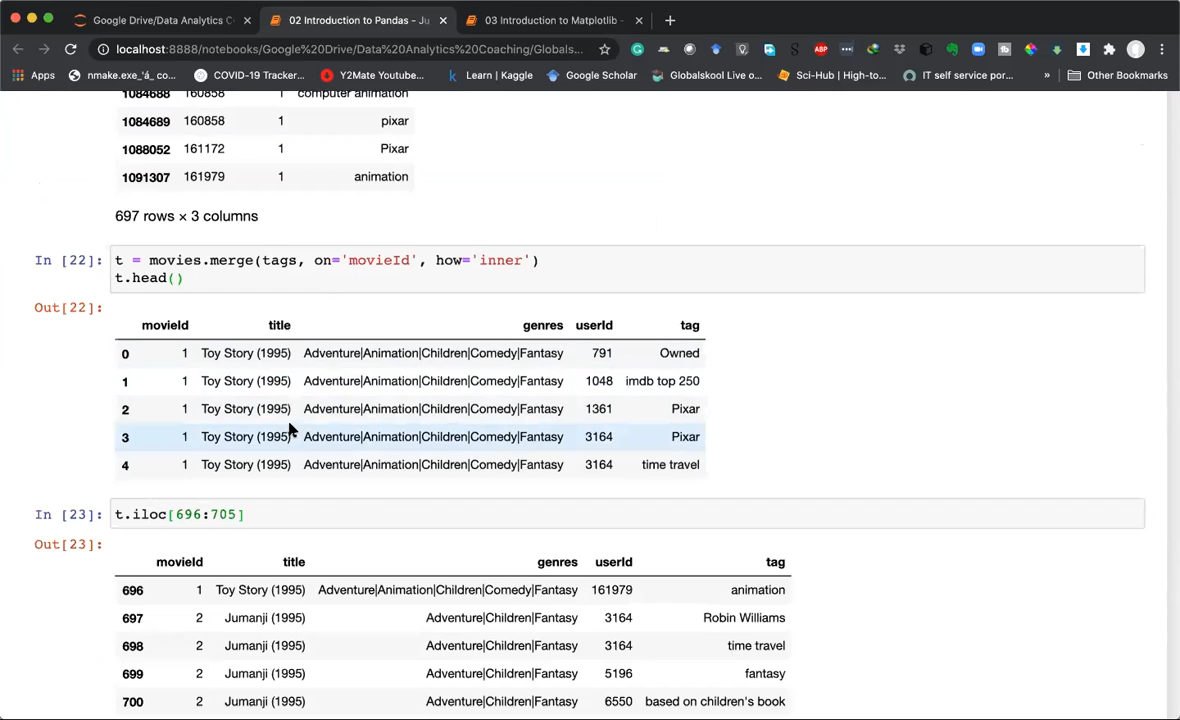 Google Drive/Data Analytics C
02 Introduction to Pandas - Ju
03 Introduction to Matplotlib -
localhost:8888/notebooks/Google%20Drive/Data%20Analytics%20Coaching/Globals...
ABP
Apps
nmake.exe'á_ co...
COVID-19 Tracker...
Y2Mate Youtube...
Learn | Kaggle
Google Scholar
Globalskool Live o...
Sci-Hub | High-to...
IT self service por...
»
Other Bookmarks
1084688 160858 1 computer animation
1084689 160858 1 pixar
1088052 161172 1 Pixar
1091307 161979 1 animation
697 rows × 3 columns
In [22]: t = movies.merge(tags, on='movieId', how='inner')
t.head()
Out[22]:
movieId title genres userId tag
0 1 Toy Story (1995) Adventure|Animation|Children|Comedy|Fantasy 791 Owned
1 1 Toy Story (1995) Adventure|Animation|Children|Comedy|Fantasy 1048 imdb top 250
2 1 Toy Story (1995) Adventure|Animation|Children|Comedy|Fantasy 1361 Pixar
3 1 Toy Story (1995) Adventure|Animation|Children|Comedy|Fantasy 3164 Pixar
4 1 Toy Story (1995) Adventure|Animation|Children|Comedy|Fantasy 3164 time travel
In [23]: t.iloc[696:705]
Out[23]:
movieId title genres userId tag
696 1 Toy Story (1995) Adventure|Animation|Children|Comedy|Fantasy 161979 animation
697 2 Jumanji (1995) Adventure|Children|Fantasy 3164 Robin Williams
698 2 Jumanji (1995) Adventure|Children|Fantasy 3164 time travel
699 2 Jumanji (1995) Adventure|Children|Fantasy 5196 fantasy
700 2 Jumanji (1995) Adventure|Children|Fantasy 6550 based on children's book